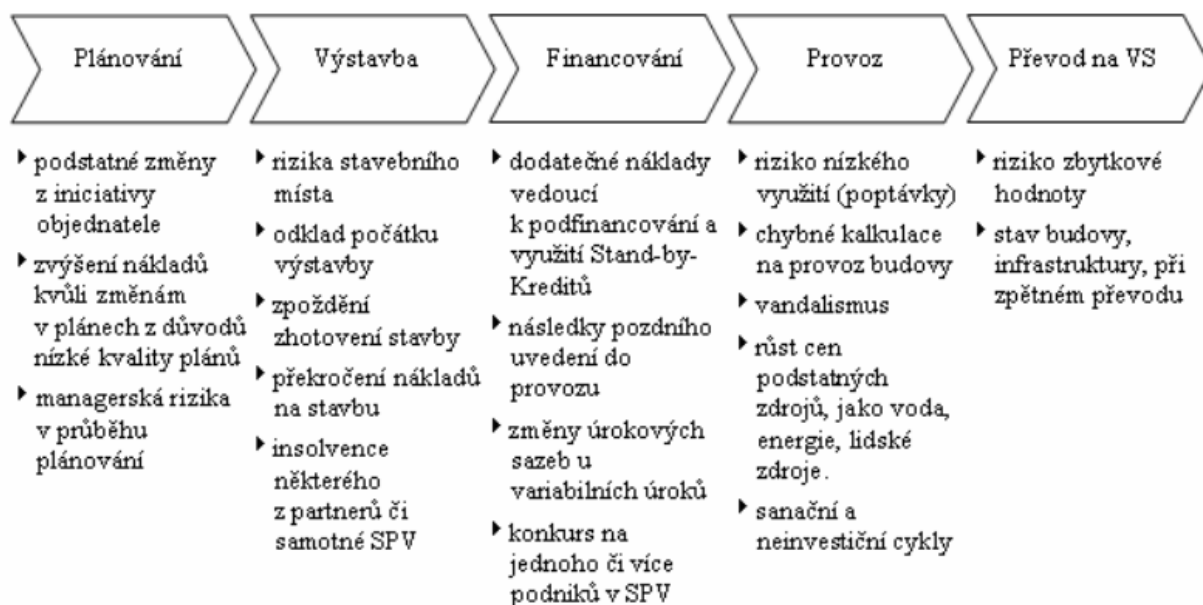 Plánování
Výstavba
Financování
Provoz
Převod na VS
podstatné změny
z iniciativy
objednatele
zvýšení nákladů
kvůli změnám
v plánech z důvodů
nízké kvality plánů
managerská rizika
v průběhu
plánování
rizika stavebního
místa
odklad počátku
výstavby
zpoždění
zhotovení stavby
překročení nákladů
na stavbu
insolvence
některého
z partnerů či
samotné SPV
dodatečné náklady
vedoucí
k podfinancování a
využití Stand-by-
Kreditů
následky pozdního
uvedení do
provozu
změny úrokových
sazeb u
variabilních úroků
konkurs na
jednoho či více
podniků v SPV
riziko nízkého
využití (poptávky)
chybné kalkulace
na provoz budovy
vandalismus
růst cen
podstatných
zdrojů, jako voda,
energie, lidské
zdroje.
sanační a
neinvestiční cykly
riziko zbytkové
hodnoty
stav budovy,
infrastruktury, při
zpětném převodu